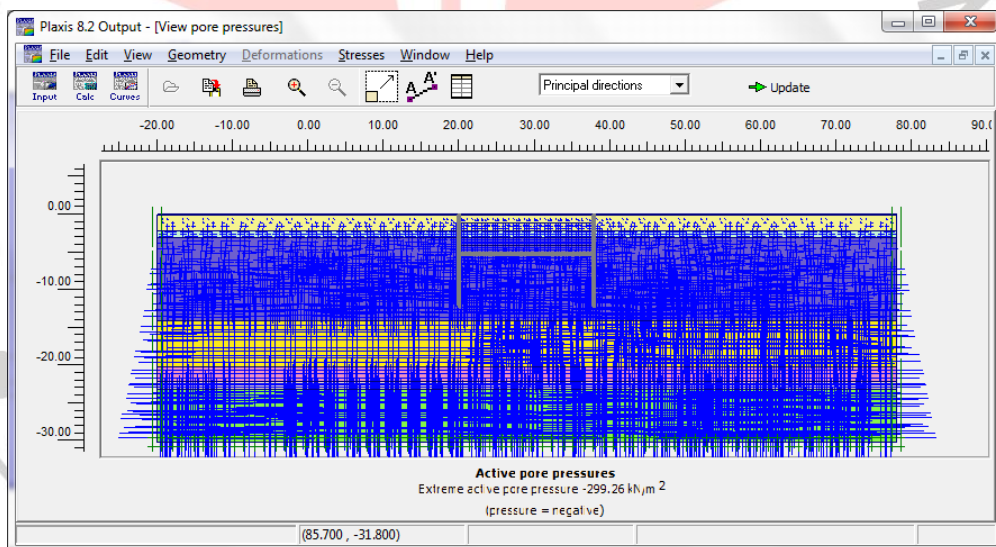 Plaxis 8.2 Output - [View pore pressures]
File Edit View Geometry Deformations Stresses Window Help
Input Calc Curves Principal directions Update
-20.00 -10.00 0.00 10.00 20.00 30.00 40.00 50.00 60.00 70.00 80.00 90.0
0.00
-10.00
-20.00
-30.00
Active pore pressures
Extreme active pore pressure -299.26 kN/m 2
(pressure = negative)
(85.700 , -31.800)